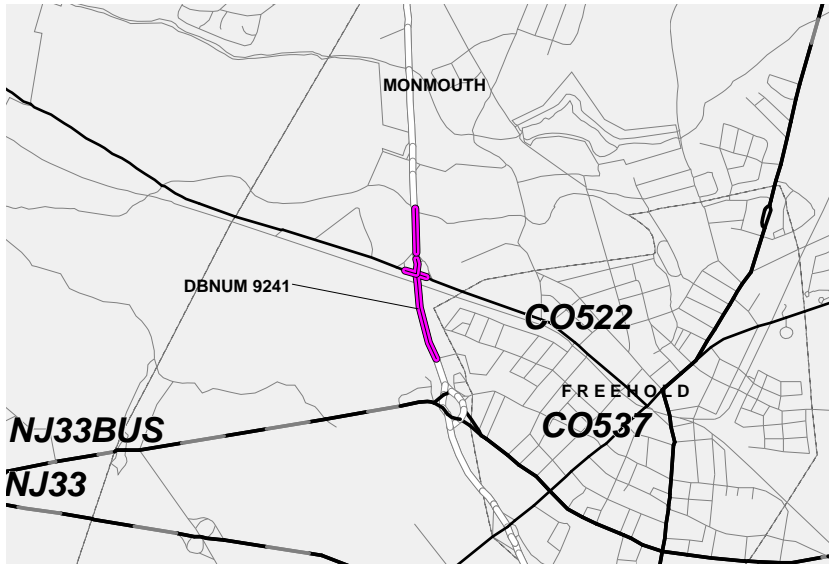 MONMOUTH
DBNUM 9241
CO522
FREEHOLD
CO537
NJ33BUS
NJ33